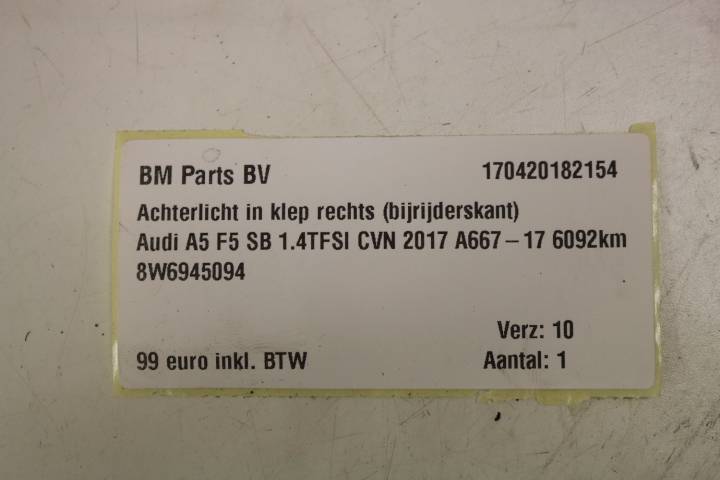 BM Parts BV 170420182154
Achterlicht in klep rechts (bijrijderskant)
Audi A5 F5 SB 1.4TFSI CVN 2017 A667-17 6092km
8W6945094
Verz: 10
99 euro inkl. BTW Aantal: 1